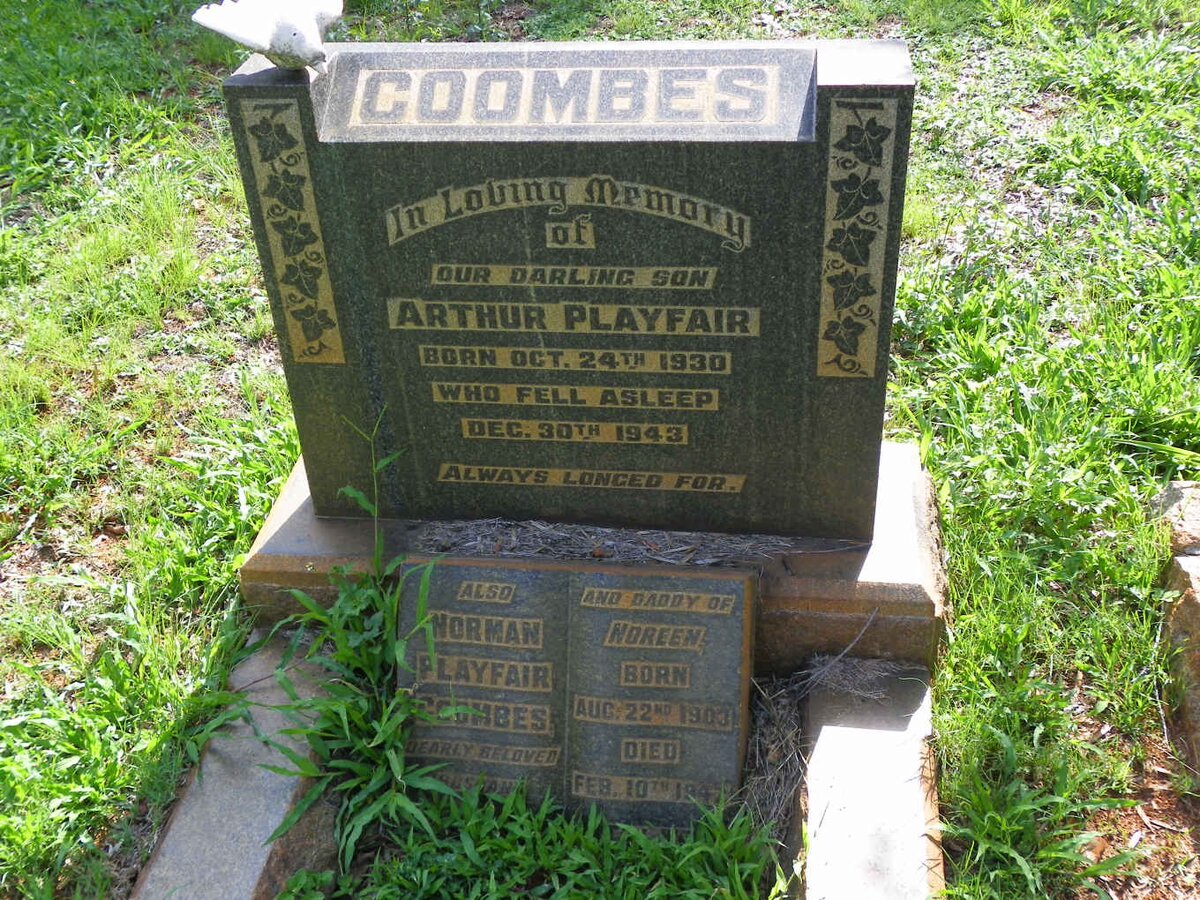 COOMBES
In Loving Memory
of
OUR DARLING SON
ARTHUR PLAYFAIR
BORN OCT. 24TH 1930
WHO FELL ASLEEP
DEC. 30TH 1943
ALWAYS LONGED FOR.
ALSO
NORMAN
PLAYFAIR
COOMBES
DEARLY BELOVED
AND DADDY OF
NOREEN,
BORN
AUG. 22ND 1903
DIED
FEB. 10TH